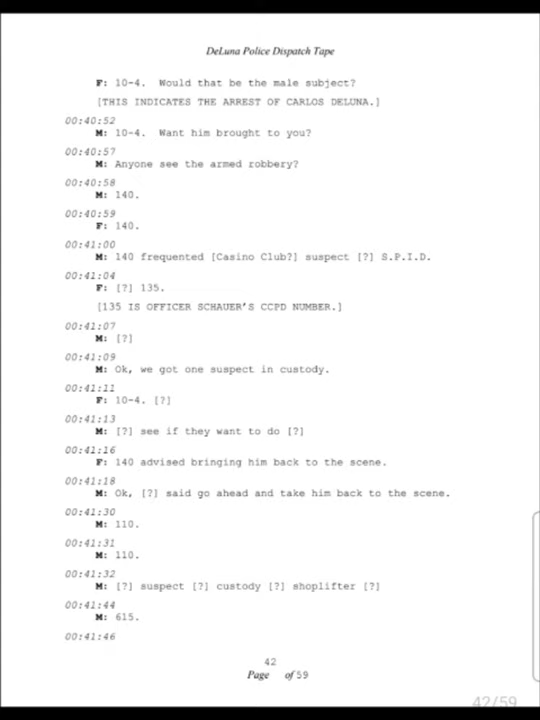 DeLuna Police Dispatch Tape
F: 10-4. Would that be the male subject?
[THIS INDICATES THE ARREST OF CARLOS DELUNA.]
00:40:52
M: 10-4. Want him brought to you?
00:40:57
M: Anyone see the armed robbery?
00:40:58
M: 140.
00:40:59
F: 140.
00:41:00
M: 140 frequented [Casino Club?] suspect [?] S.P.I.D.
00:41:04
F: [?] 135.
[135 IS OFFICER SCHAUER'S CCPD NUMBER.]
00:41:07
M: [?]
00:41:09
M: Ok, we got one suspect in custody.
00:41:11
F: 10-4. [?]
00:41:13
M: [?] see if they want to do [?]
00:41:16
F: 140 advised bringing him back to the scene.
00:41:18
M: Ok, [?] said go ahead and take him back to the scene.
00:41:30
M: 110.
00:41:31
M: 110.
00:41:32
M: [?] suspect [?] custody [?] shoplifter [?]
00:41:44
M: 615.
00:41:46
42
Page of 59
42/59